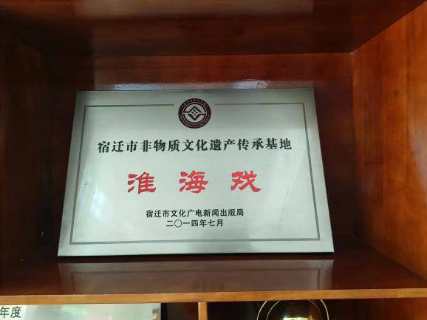 宿迁市非物质文化遗产传承基地
淮海戏
宿迁市文化广电新闻出版局
二〇一四年七月
年度